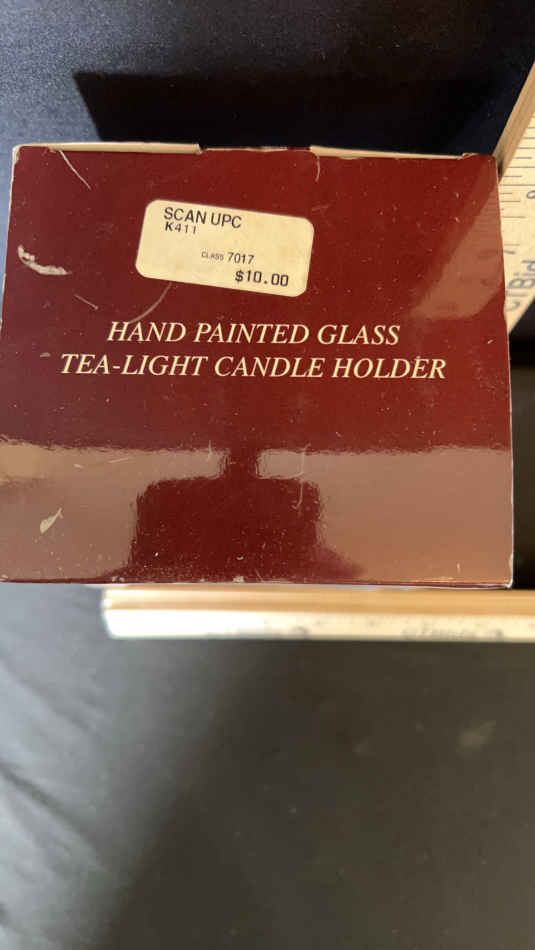 SCAN UPC
K411
CLASS 7017
$10.00
HAND PAINTED GLASS
TEA-LIGHT CANDLE HOLDER